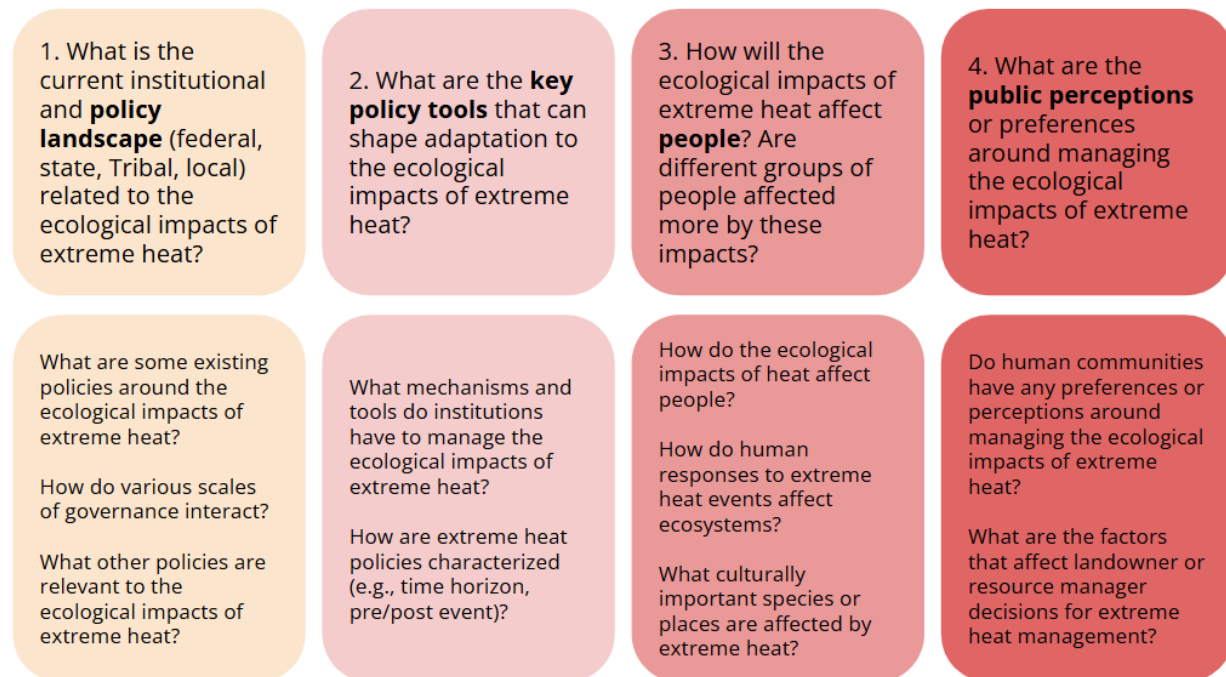 1. What is the
current institutional
and policy
landscape (federal,
state, Tribal, local)
related to the
ecological impacts of
extreme heat?
2. What are the key
policy tools that can
shape adaptation to
the ecological
impacts of extreme
heat?
3. How will the
ecological impacts of
extreme heat affect
people? Are
different groups of
people affected
more by these
impacts?
4. What are the
public perceptions
or preferences
around managing
the ecological
impacts of extreme
heat?
What are some existing
policies around the
ecological impacts of
extreme heat?
How do various scales
of governance interact?
What other policies are
relevant to the
ecological impacts of
extreme heat?
What mechanisms and
tools do institutions
have to manage the
ecological impacts of
extreme heat?
How are extreme heat
policies characterized
(e.g., time horizon,
pre/post event)?
How do the ecological
impacts of heat affect
people?
How do human
responses to extreme
heat events affect
ecosystems?
What culturally
important species or
places are affected by
extreme heat?
Do human communities
have any preferences or
perceptions around
managing the ecological
impacts of extreme
heat?
What are the factors
that affect landowner or
resource manager
decisions for extreme
heat management?